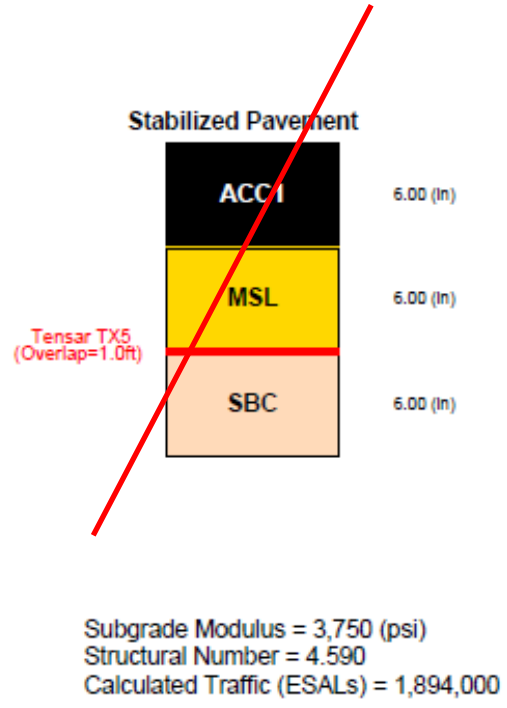 Stabilized Pavement
ACC1
6.00 (in)
MSL
6.00 (in)
Tensar TX5
(Overlap=1.0ft)
SBC
6.00 (in)
Subgrade Modulus = 3,750 (psi)
Structural Number = 4.590
Calculated Traffic (ESALs) = 1,894,000